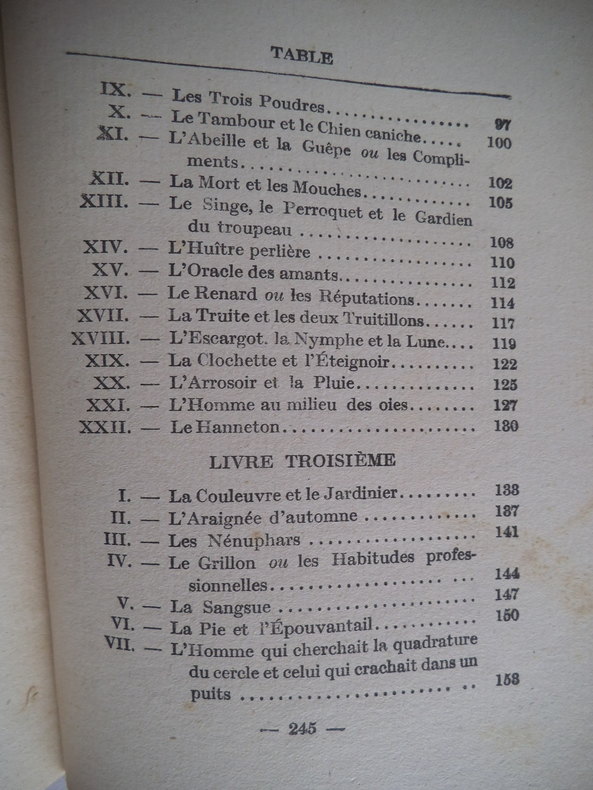 TABLE
IX. — Les Trois Poudres................ 97
X. — Le Tambour et le Chien caniche..... 100
XI. — L'Abeille et la Guêpe ou les Compli-
ments......................... 102
XII. — La Mort et les Mouches............ 105
XIII. — Le Singe, le Perroquet et le Gardien
du troupeau .................. 108
XIV. — L'Huître perlière ................ 110
XV. — L'Oracle des amants.............. 112
XVI. — Le Renard ou les Réputations....... 114
XVII. — La Truite et les deux Truitillons...... 117
XVIII. — L'Escargot, la Nymphe et la Lune.... 119
XIX. — La Clochette et l'Éteignoir.......... 122
XX. — L'Arrosoir et la Pluie.............. 125
XXI. — L'Homme au milieu des oies........ 127
XXII. — Le Hanneton.................... 130
LIVRE TROISIÈME
I. — La Couleuvre et le Jardinier......... 133
II. — L'Araignée d'automne ............. 137
III. — Les Nénuphars .................. 141
IV. — Le Grillon ou les Habitudes profes-
sionnelles...................... 144
V. — La Sangsue ..................... 147
VI. — La Pie et l'Épouvantail............ 150
VII. — L'Homme qui cherchait la quadrature
du cercle et celui qui crachait dans un
puits ......................... 153
— 245 —